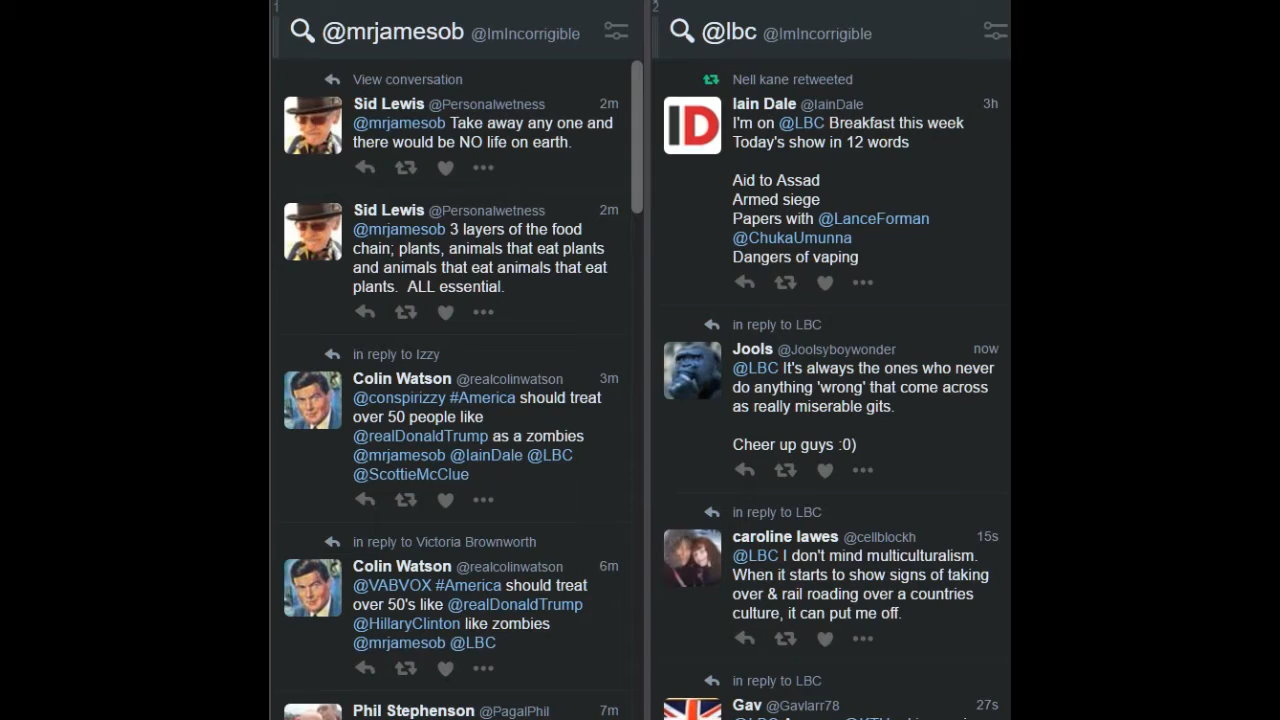 1
@mrjamesob @ImIncorrigible
View conversation
Sid Lewis @Personalwetness 2m
@mrjamesob Take away any one and
there would be NO life on earth.
Sid Lewis @Personalwetness 2m
@mrjamesob 3 layers of the food
chain; plants, animals that eat plants
and animals that eat animals that eat
plants. ALL essential.
in reply to Izzy
Colin Watson @realcolinwatson 3m
@conspirizzy #America should treat
over 50 people like
@realDonaldTrump as a zombies
@mrjamesob @IainDale @LBC
@ScottieMcClue
in reply to Victoria Brownworth
Colin Watson @realcolinwatson 6m
@VABVOX #America should treat
over 50's like @realDonaldTrump
@HillaryClinton like zombies
@mrjamesob @LBC
Phil Stephenson @PagalPhil 7m
2
@lbc @ImIncorrigible
Nell kane retweeted
ID
Iain Dale @IainDale 3h
I'm on @LBC Breakfast this week
Today's show in 12 words
Aid to Assad
Armed siege
Papers with @LanceForman
@ChukaUmunna
Dangers of vaping
in reply to LBC
Jools @Joolsyboywonder now
@LBC It's always the ones who never
do anything 'wrong' that come across
as really miserable gits.
Cheer up guys :0)
in reply to LBC
caroline lawes @cellblockh 15s
@LBC I don't mind multiculturalism.
When it starts to show signs of taking
over & rail roading over a countries
culture, it can put me off.
in reply to LBC
Gav @Gavlarr78 27s